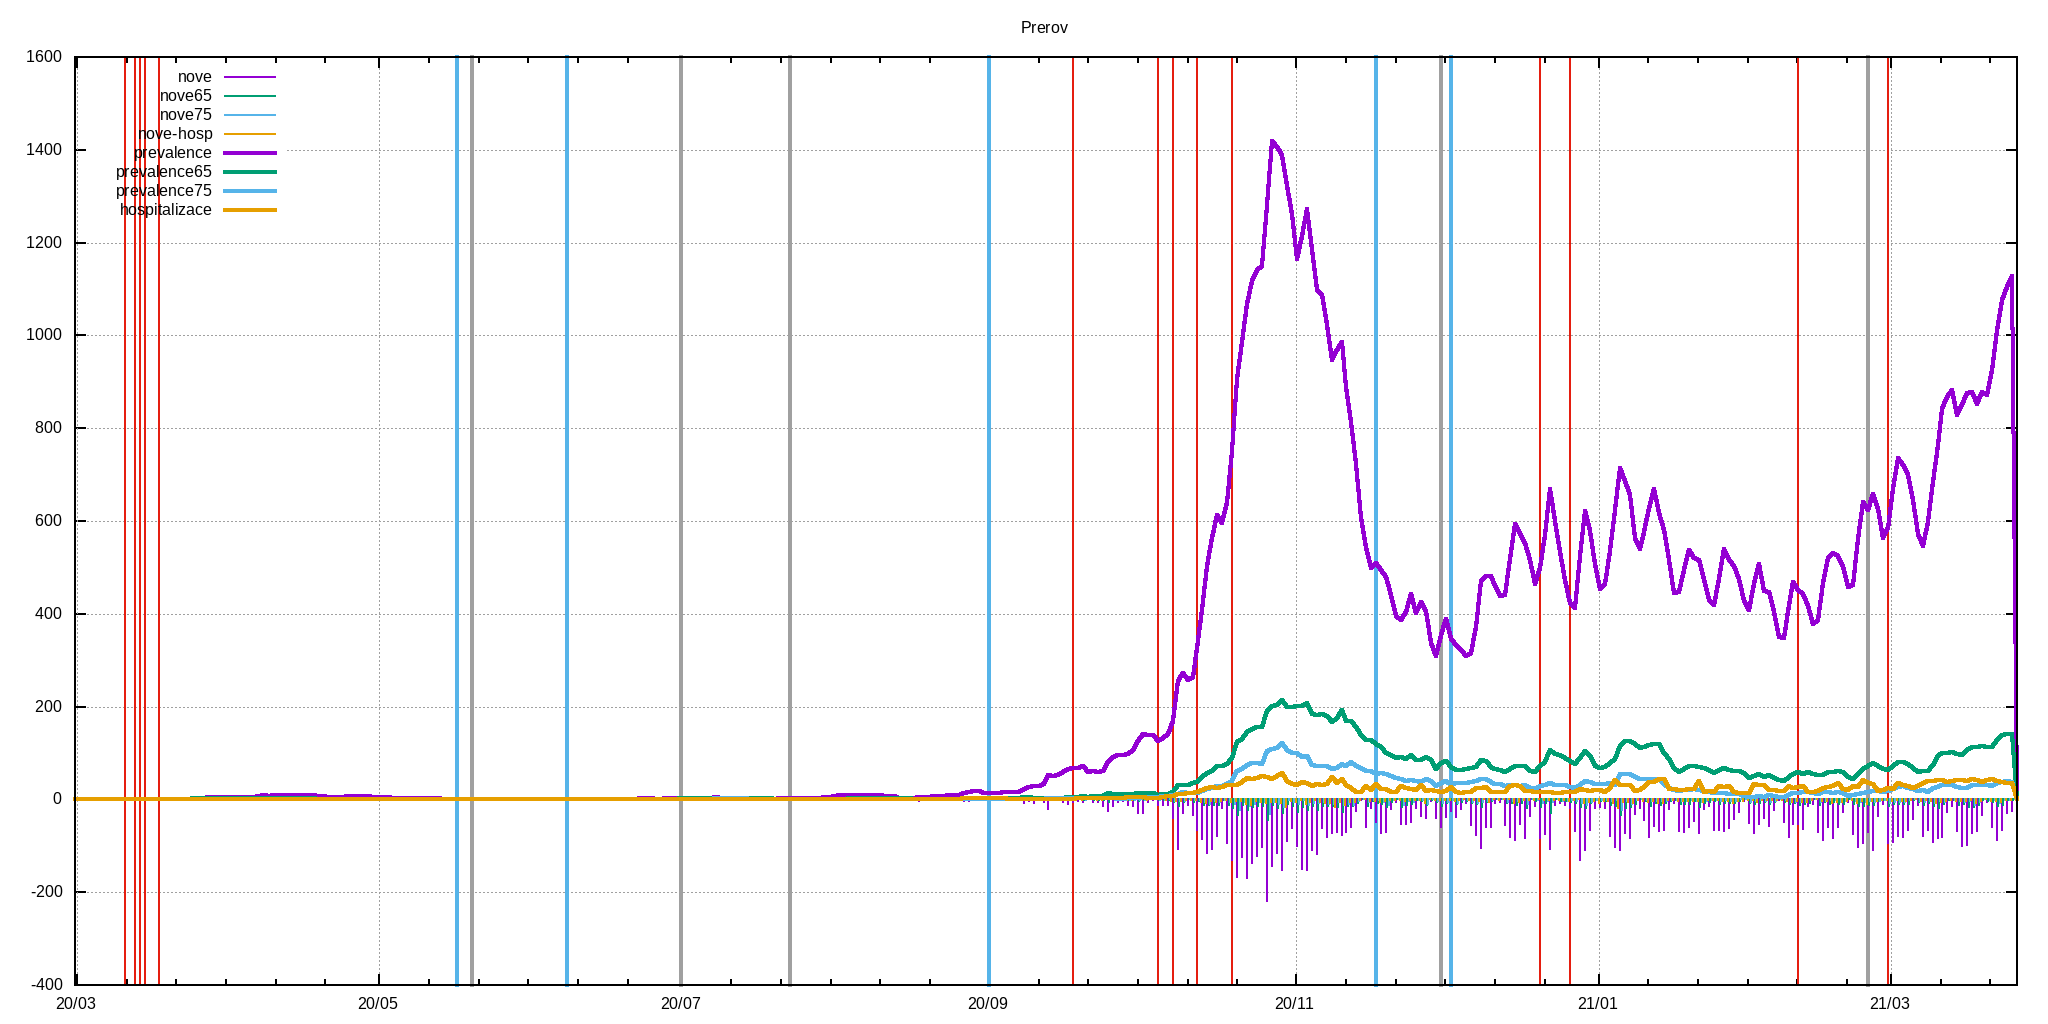 Prerov
1600
nove
nove65
nove75
nove-hosp
1400
prevalence
prevalence65
prevalence75
hospitalizace
1200
1000
800
600
400
200
0
-200
-400
20/03 20/05 20/07 20/09 20/11 21/01 21/03